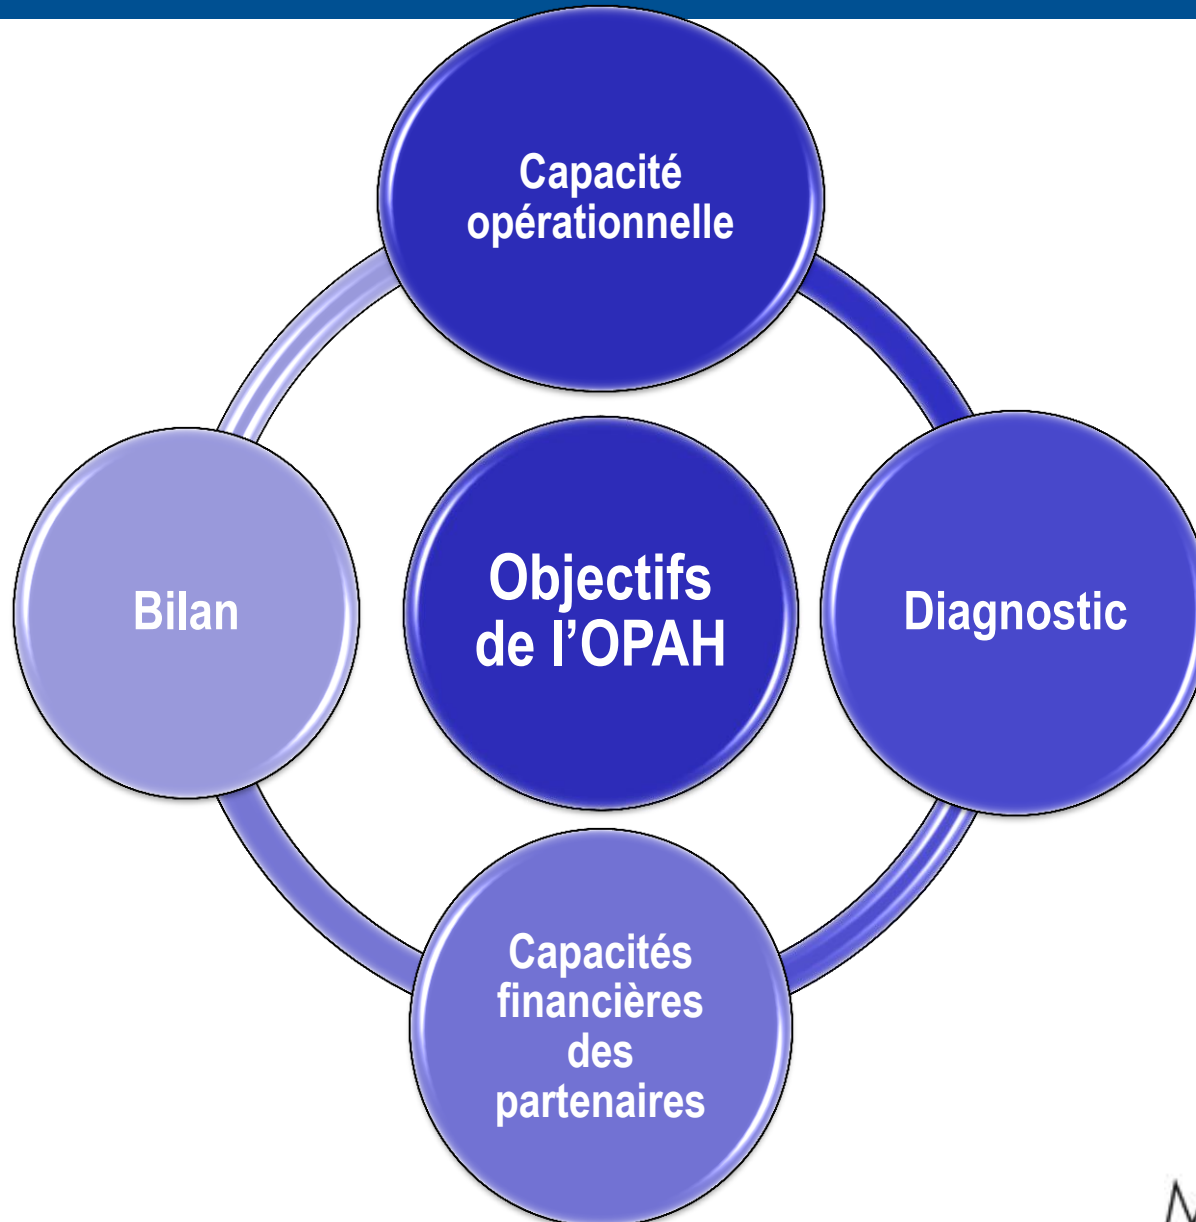 Capacité
opérationnelle
Bilan
Objectifs
de l’OPAH
Diagnostic
Capacités
financières
des
partenaires